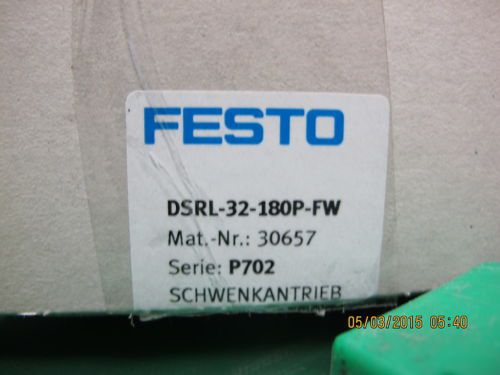 FESTO
DSRL-32-180P-FW
Mat.-Nr.: 30657
Serie: P702
SCHWENKANTRIEB
05/03/2015 05:40